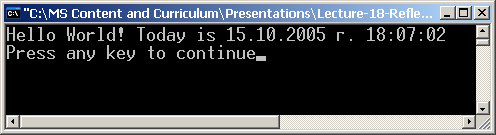 "C:\MS Content and Curriculum\Presentations\Lecture-18-Refle...
Hello World! Today is 15.10.2005 г. 18:07:02
Press any key to continue